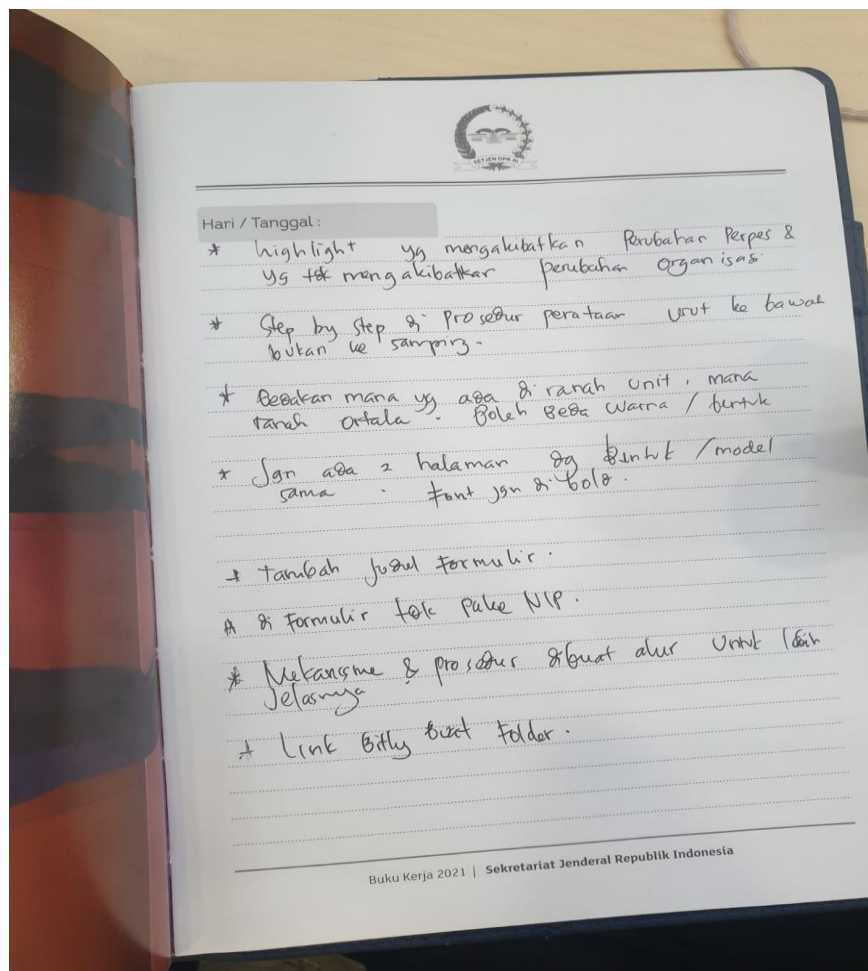 SETJEN DPR RI
Hari / Tanggal :
* highlight yg mengakibatkan Perubahan Perpes &
yg tdk mengakibatkan perubahan organisasi
* Step by step di prosedur penataan urut ke bawah
bukan ke samping.
* Bedakan mana yg ada di ranah unit, mana
ranah ortala. Boleh Beda warna / bentuk
* Jgn ada 2 halaman dg bentuk / model
sama. Font jgn di bold.
* Tambah judul Formulir.
* di Formulir tdk pake NIP.
* Mekanisme & prosedur dibuat alur untuk lebih
jelasnya
* Link Bitly buat Folder.
Buku Kerja 2021 | Sekretariat Jenderal Republik Indonesia